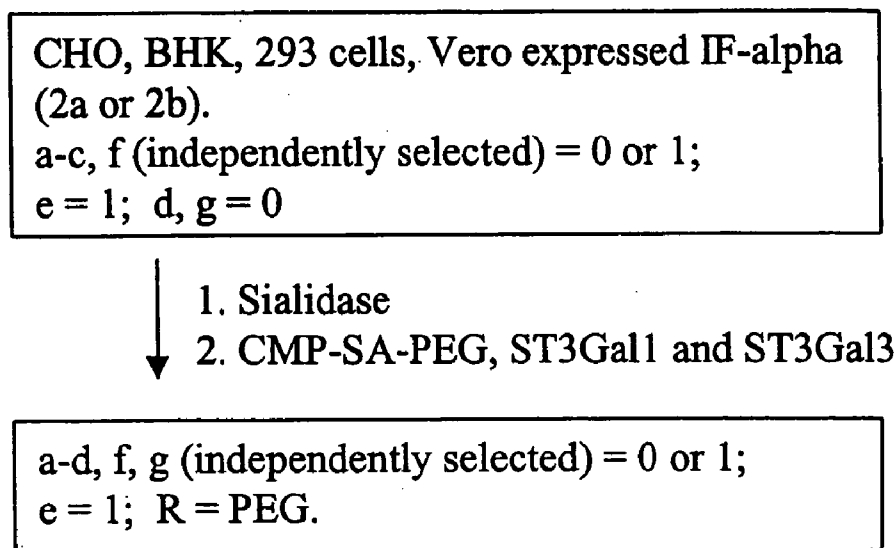 CHO, BHK, 293 cells, Vero expressed IF-alpha
(2a or 2b).
a-c, f (independently selected) = 0 or 1;
e = 1; d, g = 0
1. Sialidase
2. CMP-SA-PEG, ST3Gal1 and ST3Gal3
a-d, f, g (independently selected) = 0 or 1;
e = 1; R = PEG.